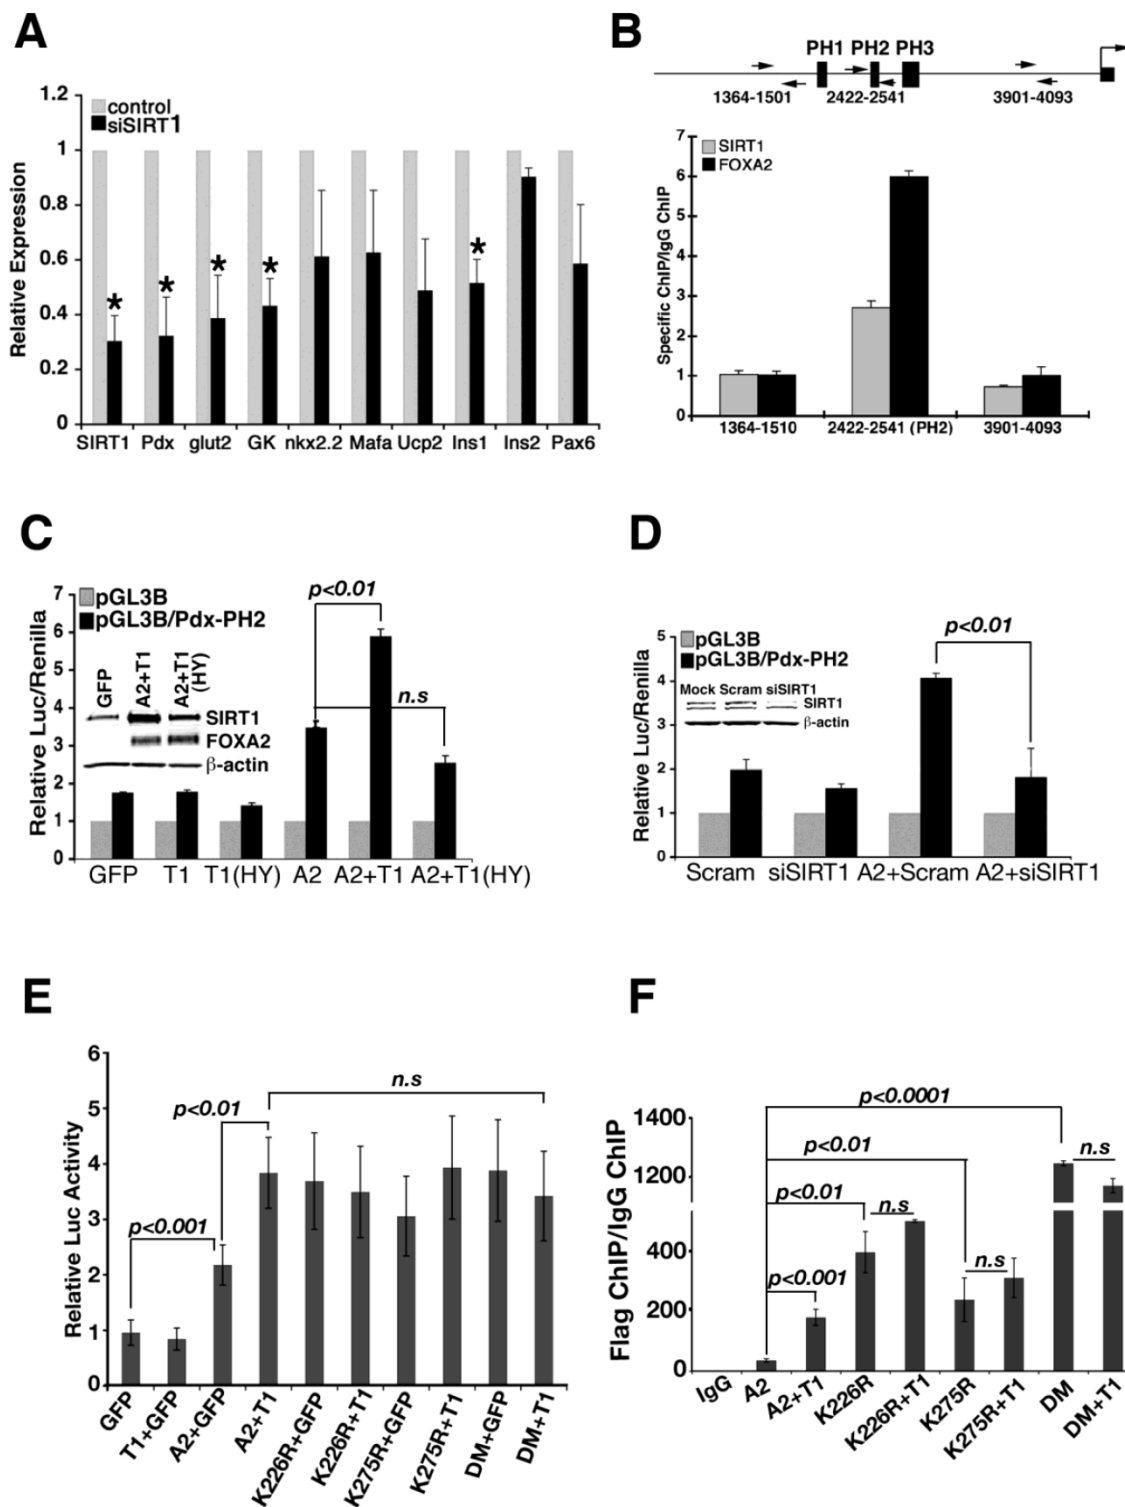 A
1.2
1
0.8
0.6
0.4
0.2
0
Relative Expression
control
siSIRT1
*
*
*
*
*
SIRT1 Pdx glut2 GK nkx2.2 Mafa Ucp2 Ins1 Ins2 Pax6
B
PH1 PH2 PH3
1364-1501 2422-2541 3901-4093
7
6
5
4
3
2
1
0
Specific ChIP/IgG ChIP
SIRT1
FOXA2
1364-1510 2422-2541 (PH2) 3901-4093
C
7
6
5
4
3
2
1
0
Relative Luc/Renilla
pGL3B
pGL3B/Pdx-PH2
p<0.01
n.s
GFP
A2+T1
A2+T1
(HY)
SIRT1
FOXA2
β-actin
GFP T1 T1(HY) A2 A2+T1 A2+T1(HY)
D
5
4
3
2
1
0
Relative Luc/Renilla
pGL3B
pGL3B/Pdx-PH2
p<0.01
Mock Scram siSIRT1
SIRT1
β-actin
Scram siSIRT1 A2+Scram A2+siSIRT1
E
6
5
4
3
2
1
0
Relative Luc Activity
n.s
p<0.01
p<0.001
GFP
T1+GFP
A2+GFP
A2+T1
K226R+GFP
K226R+T1
K275R+GFP
K275R+T1
DM+GFP
DM+T1
F
1400
1200
400
200
0
Flag ChIP/IgG ChIP
p<0.0001
p<0.01
n.s
p<0.01
n.s
p<0.001
n.s
IgG
A2
A2+T1
K226R
K226R+T1
K275R
K275R+T1
DM
DM+T1